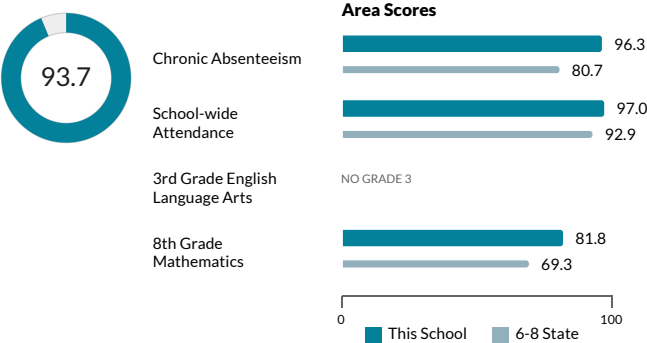 Area Scores
93.7
Chronic Absenteeism
96.3
80.7
School-wide
Attendance
97.0
92.9
3rd Grade English
Language Arts
NO GRADE 3
8th Grade
Mathematics
81.8
69.3
0
100
This School
6-8 State